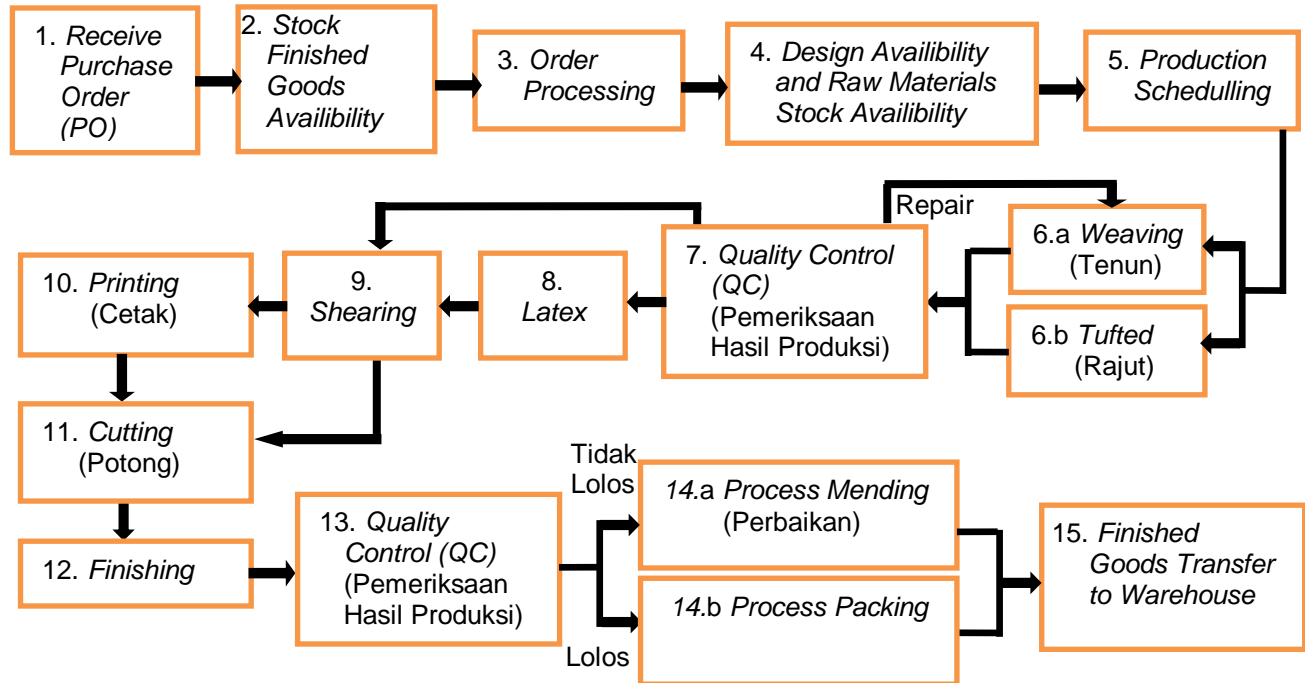 1. Receive
Purchase
Order
(PO)
2. Stock
Finished
Goods
Availibility
3. Order
Processing
4. Design Availibility
and Raw Materials
Stock Availibility
5. Production
Schedulling
Repair
6.a Weaving
(Tenun)
6.b Tufted
(Rajut)
7. Quality Control
(QC)
(Pemeriksaan
Hasil Produksi)
8.
Latex
9.
Shearing
10. Printing
(Cetak)
11. Cutting
(Potong)
12. Finishing
13. Quality
Control (QC)
(Pemeriksaan
Hasil Produksi)
Tidak
Lolos
Lolos
14.a Process Mending
(Perbaikan)
14.b Process Packing
15. Finished
Goods Transfer
to Warehouse